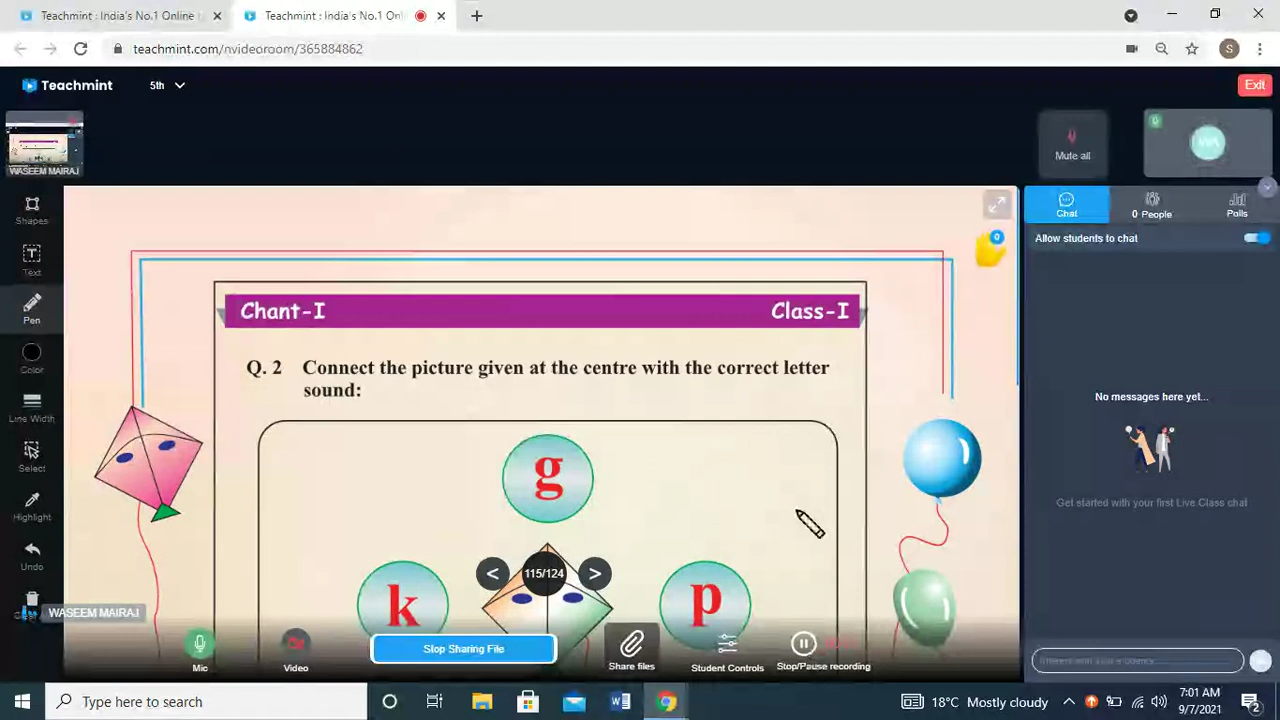 Teachmint : India's No.1 Online
Teachmint : India's No.1 Onl
teachmint.com/nvideoroom/365884862
S
Teachmint
5th
Exit
WASEEM MAIRAJ
Mute all
Shapes
Text
Pen
Color
Line Width
Select
Highlight
Undo
WASEEM MAIRAJ
0
Chant-I
Class-I
Q. 2 Connect the picture given at the centre with the correct letter
sound:
g
k
p
< 115/124 >
Mic
Video
Stop Sharing File
Share files
Student Controls
Stop/Pause recording
Chat
0 People
Polls
Allow students to chat
No messages here yet...
Get started with your first Live Class chat
Type here to search
18°C Mostly cloudy
7:01 AM
9/7/2021
2